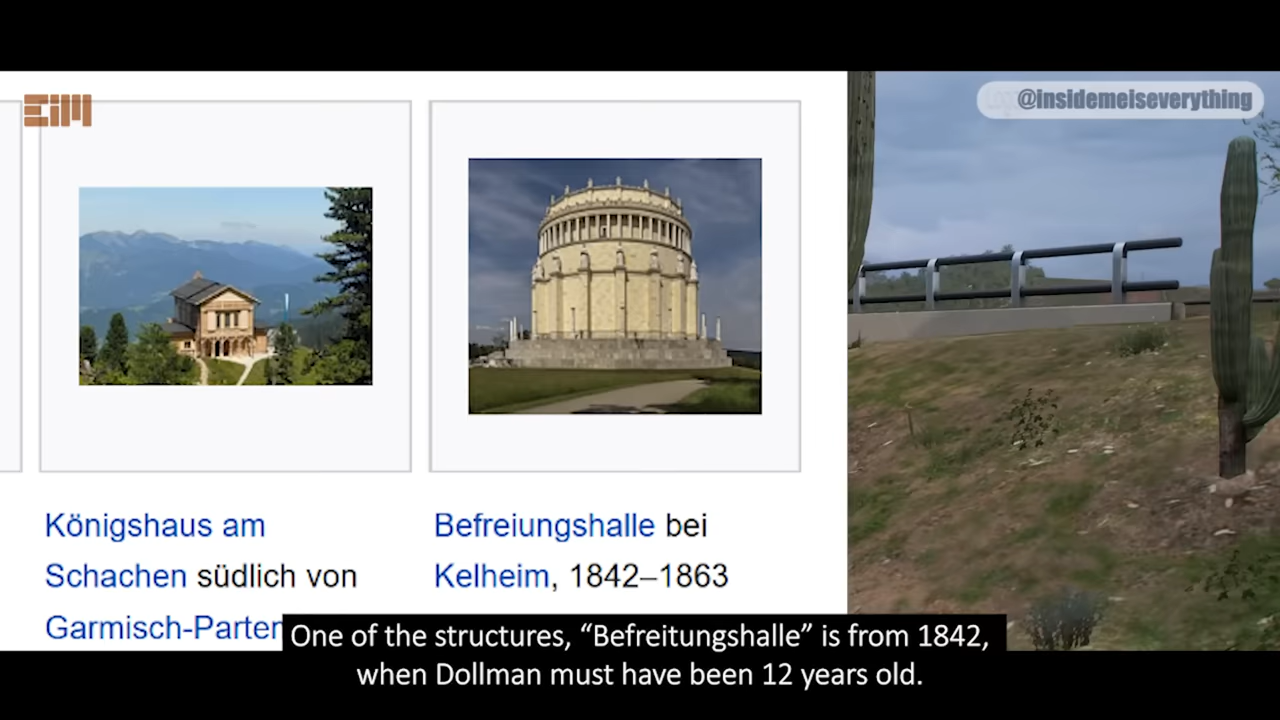 EiM
@insidemeiseverything
Königshaus am
Schachen südlich von
Garmisch-Parten
Befreiungshalle bei
Kelheim, 1842–1863
One of the structures, “Befreitungshalle” is from 1842,
when Dollman must have been 12 years old.